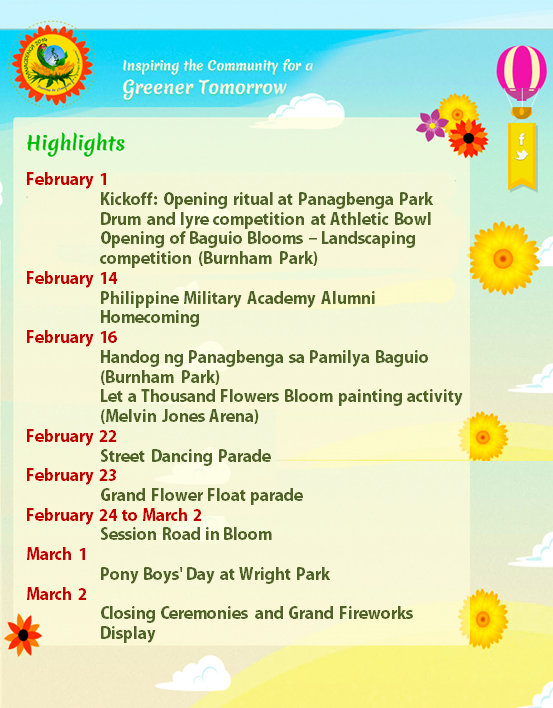 Inspiring the Community for a
Greener Tomorrow
Highlights
February 1
Kickoff: Opening ritual at Panagbenga Park
Drum and lyre competition at Athletic Bowl
Opening of Baguio Blooms – Landscaping
competition (Burnham Park)
February 14
Philippine Military Academy Alumni
Homecoming
February 16
Handog ng Panagbenga sa Pamilya Baguio
(Burnham Park)
Let a Thousand Flowers Bloom painting activity
(Melvin Jones Arena)
February 22
Street Dancing Parade
February 23
Grand Flower Float parade
February 24 to March 2
Session Road in Bloom
March 1
Pony Boys' Day at Wright Park
March 2
Closing Ceremonies and Grand Fireworks
Display